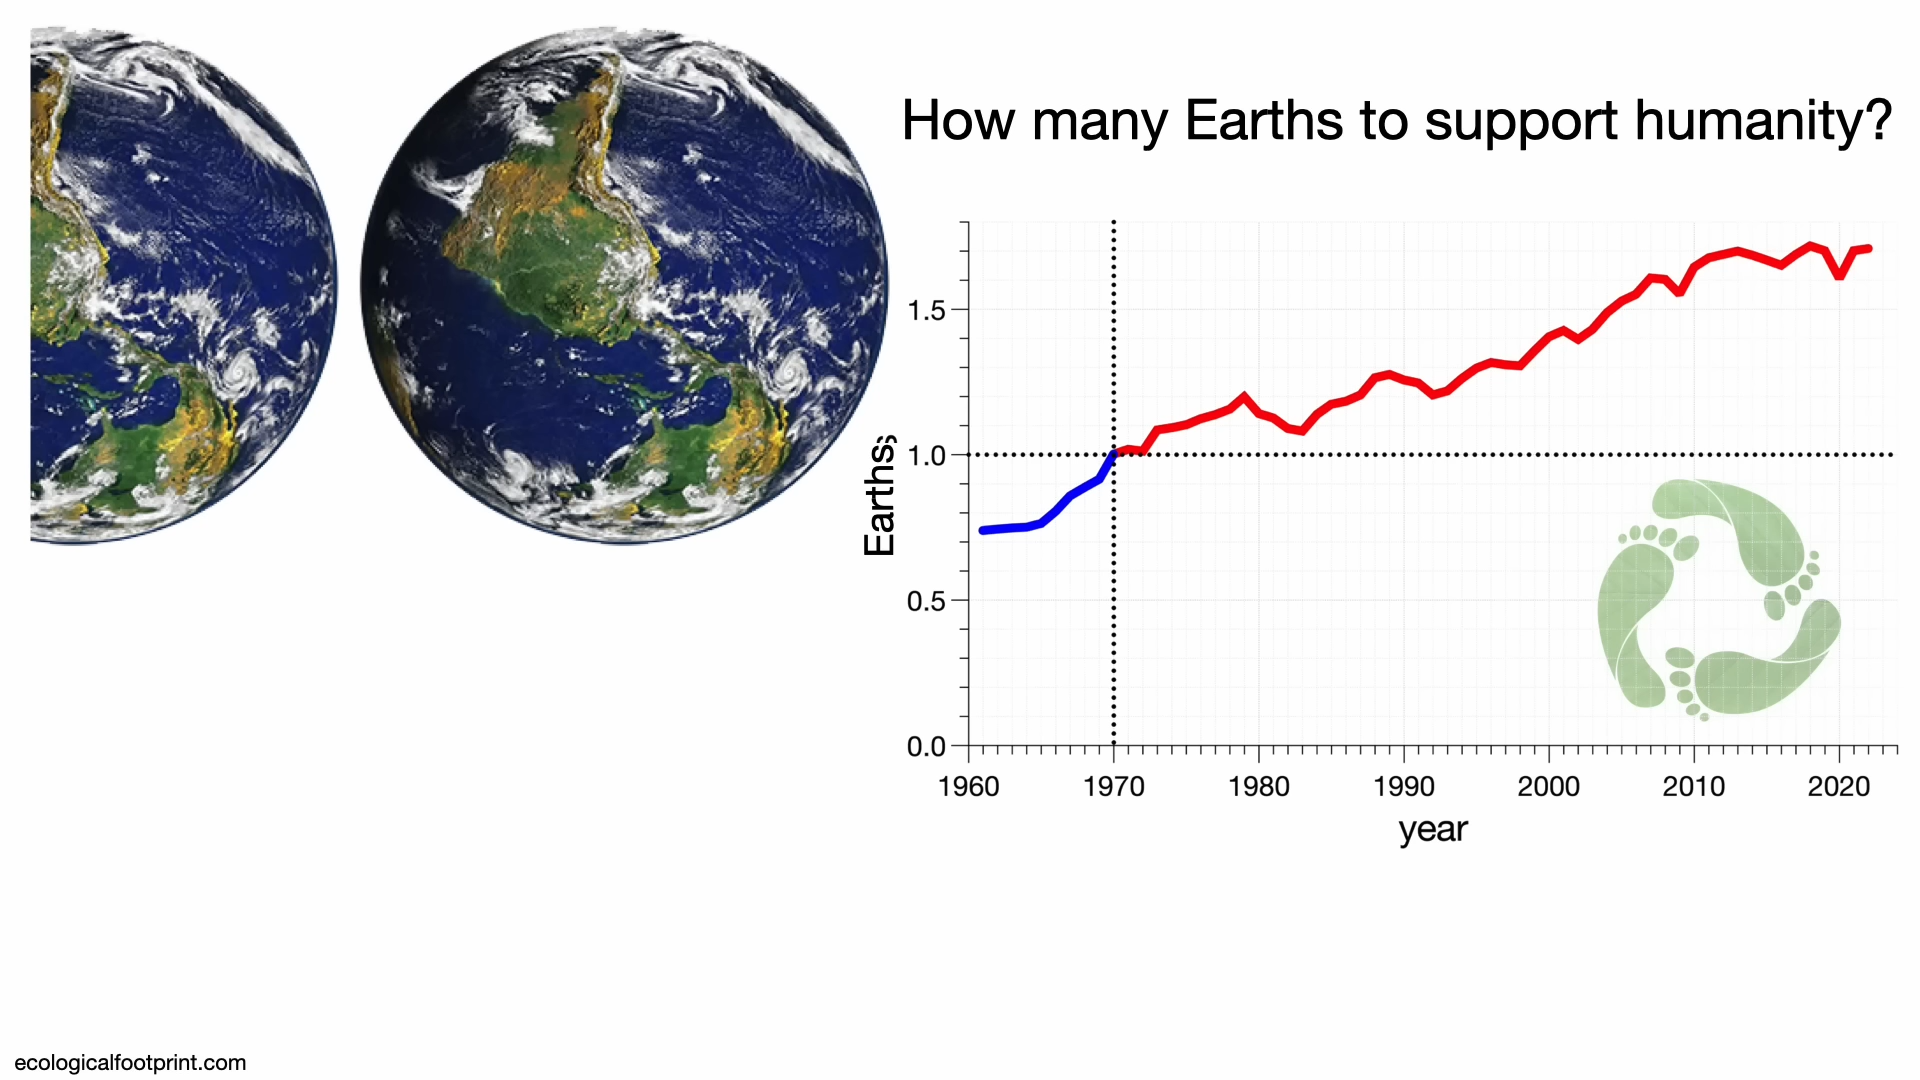 How many Earths to support humanity?
Earths
1.5
1.0
0.5
0.0
1960 1970 1980 1990 2000 2010 2020
year
ecologicalfootprint.com